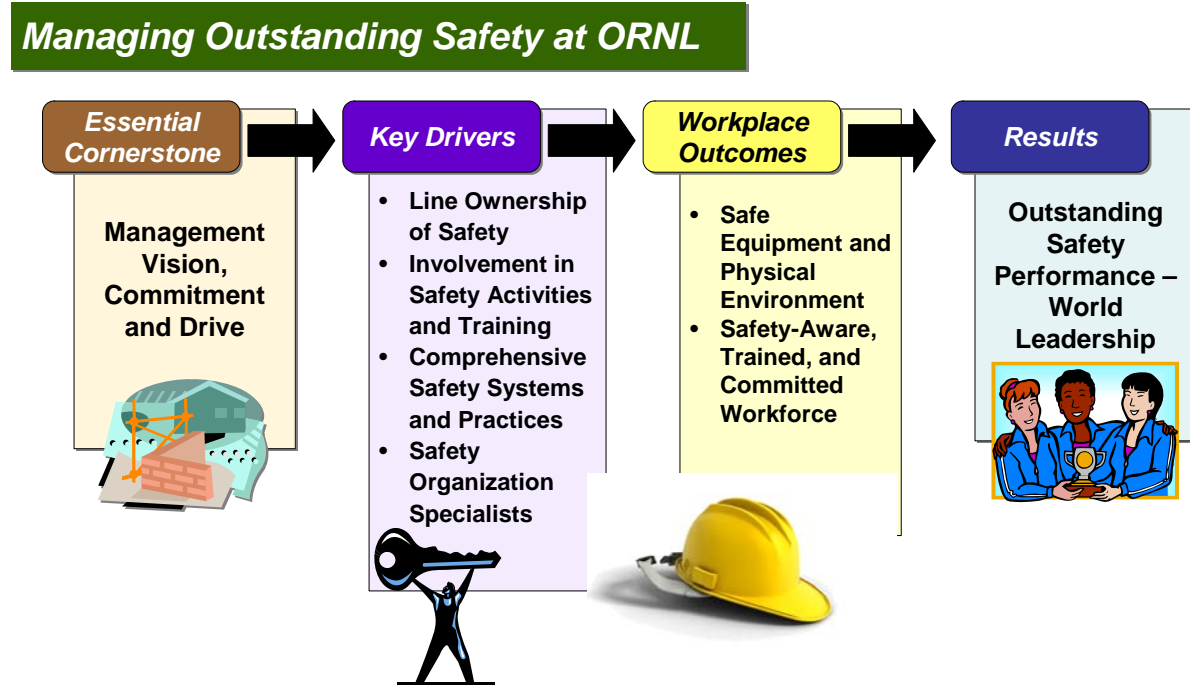 Managing Outstanding Safety at ORNL
Essential
Cornerstone
Management
Vision,
Commitment
and Drive
Key Drivers
• Line Ownership
of Safety
• Involvement in
Safety Activities
and Training
• Comprehensive
Safety Systems
and Practices
• Safety
Organization
Specialists
Workplace
Outcomes
• Safe
Equipment and
Physical
Environment
• Safety-Aware,
Trained, and
Committed
Workforce
Results
Outstanding
Safety
Performance –
World
Leadership